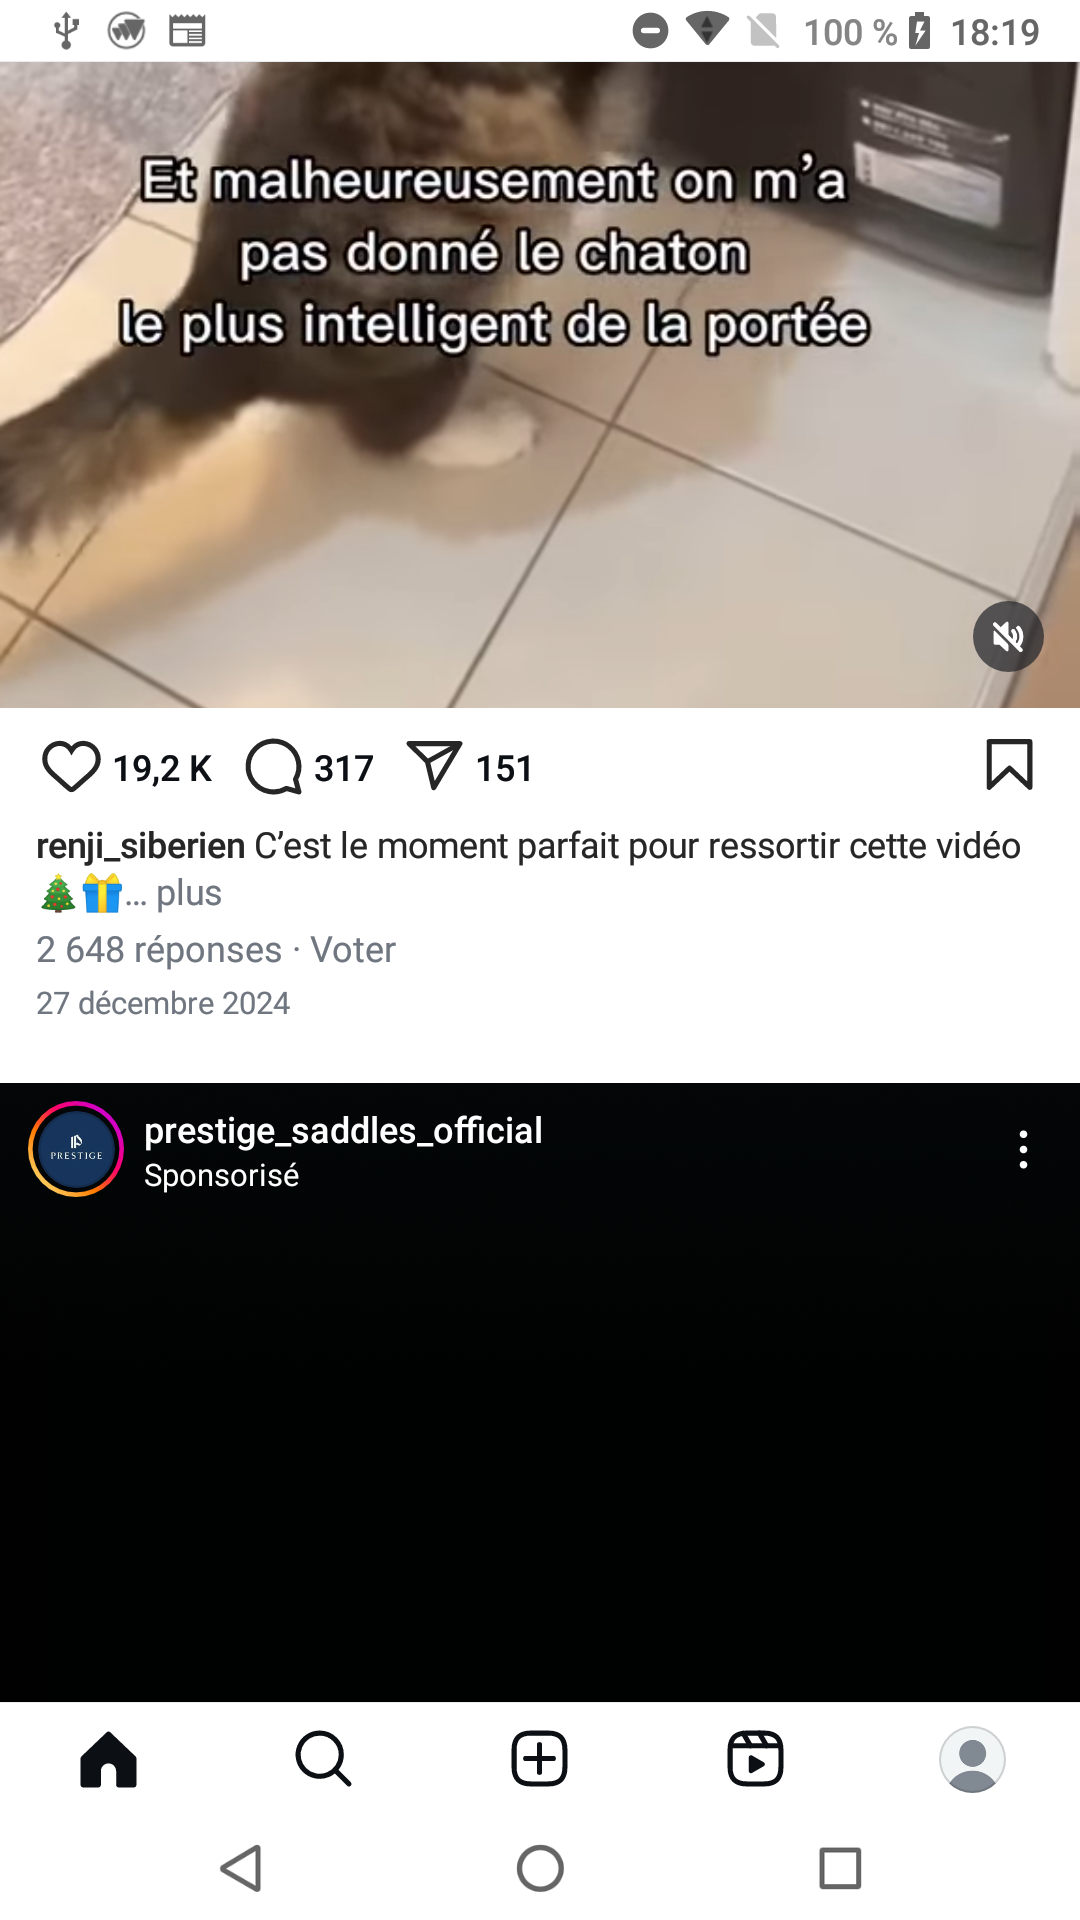 100 % 18:19
Et malheureusement on m'a
pas donné le chaton
le plus intelligent de la portée
19,2 K 317 151
renji_siberien C’est le moment parfait pour ressortir cette vidéo
🎄🎁… plus
2 648 réponses · Voter
27 décembre 2024
prestige_saddles_official
PRESTIGE
Sponsorisé